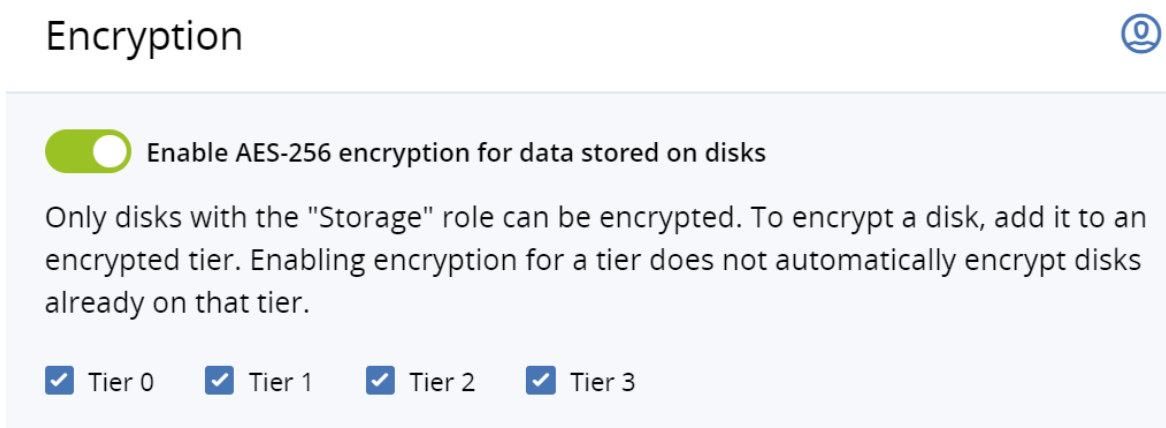 Encryption
Enable AES-256 encryption for data stored on disks
Only disks with the "Storage" role can be encrypted. To encrypt a disk, add it to an
encrypted tier. Enabling encryption for a tier does not automatically encrypt disks
already on that tier.
Tier 0 Tier 1 Tier 2 Tier 3